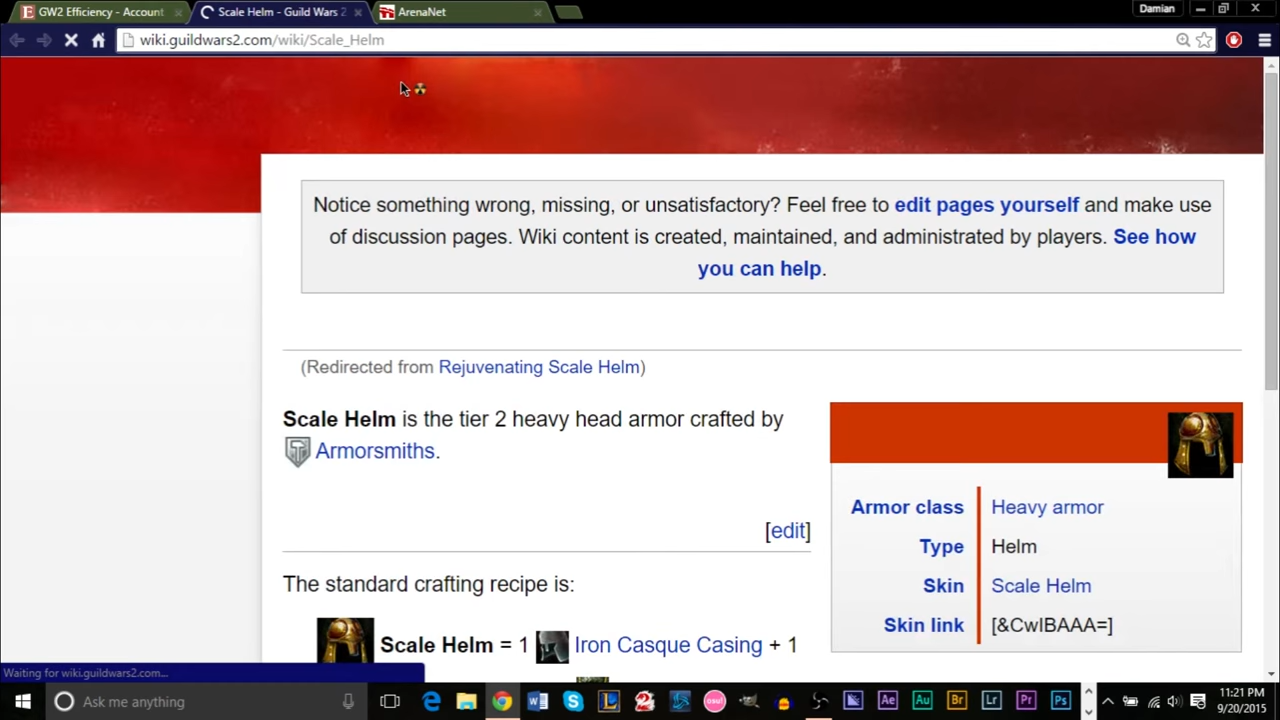 GW2 Efficiency - Account
Scale Helm - Guild Wars 2
ArenaNet
Damian
wiki.guildwars2.com/wiki/Scale_Helm
Notice something wrong, missing, or unsatisfactory? Feel free to edit pages yourself and make use
of discussion pages. Wiki content is created, maintained, and administrated by players. See how
you can help.
(Redirected from Rejuvenating Scale Helm)
Scale Helm is the tier 2 heavy head armor crafted by
Armorsmiths.
[edit]
The standard crafting recipe is:
Scale Helm = 1 Iron Casque Casing + 1
Armor class Heavy armor
Type Helm
Skin Scale Helm
Skin link [&CwIBAAA=]
Waiting for wiki.guildwars2.com...
Ask me anything
11:21 PM
9/20/2015